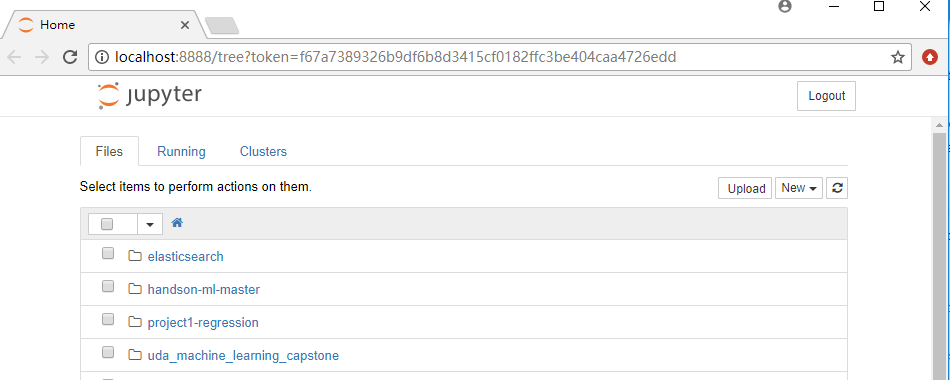 Home
localhost:8888/tree?token=f67a7389326b9df6b8d3415cf0182ffc3be404caa4726edd
jupyter
Logout
Files Running Clusters
Select items to perform actions on them.
Upload New
elasticsearch
handson-ml-master
project1-regression
uda_machine_learning_capstone